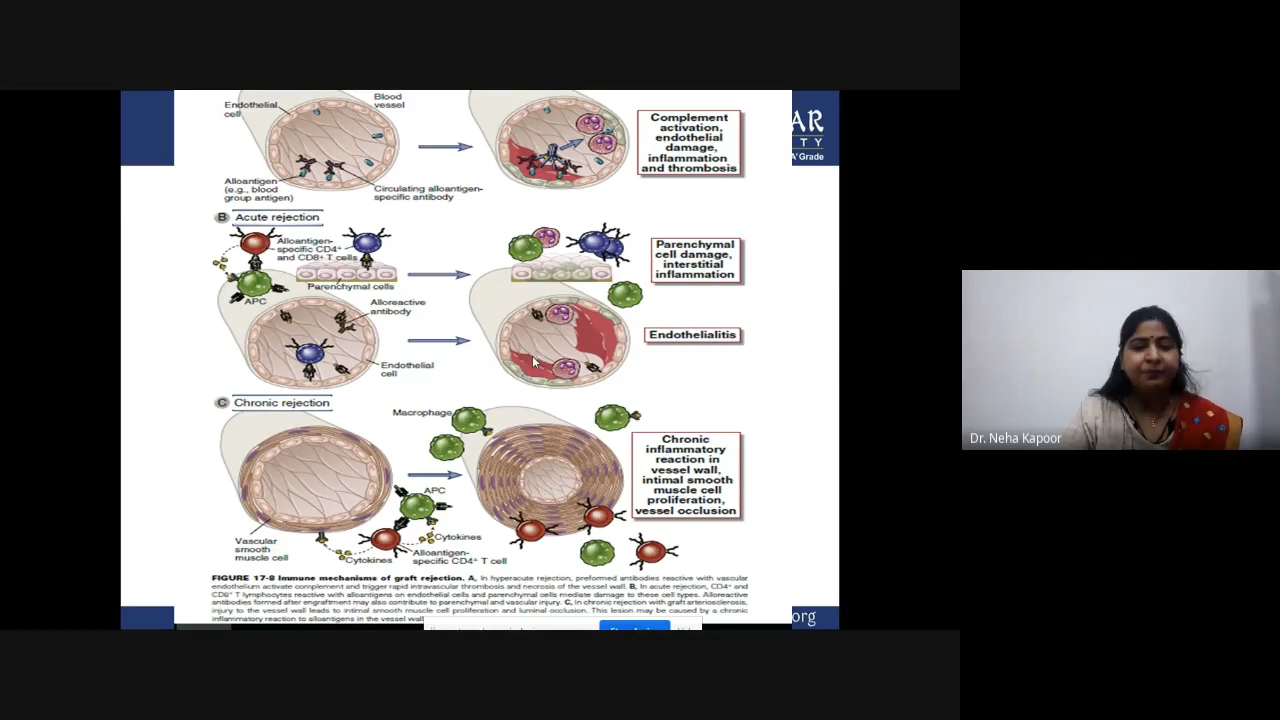 Endothelial
cell
Blood
vessel
Alloantigen
(e.g., blood
group antigen)
Circulating alloantigen-
specific antibody
Complement
activation,
endothelial
damage,
inflammation
and thrombosis
AR
TY
A' Grade
B Acute rejection
Alloantigen-
specific CD4⁺
and CD8⁺ T cells
APC
Parenchymal cells
Alloreactive
antibody
Endothelial
cell
Parenchymal
cell damage,
interstitial
inflammation
Endothelialitis
C Chronic rejection
Macrophage
APC
Vascular
smooth
muscle cell
Cytokines
Cytokines
Alloantigen-
specific CD4⁺ T cell
Chronic
inflammatory
reaction in
vessel wall,
intimal smooth
muscle cell
proliferation,
vessel occlusion
FIGURE 17-8 Immune mechanisms of graft rejection. A, In hyperacute rejection, preformed antibodies reactive with vascular
endothelium activate complement and trigger rapid intravascular thrombosis and necrosis of the vessel wall. B, In acute rejection, CD4⁺ and
CD8⁺ T lymphocytes reactive with alloantigens on endothelial cells and parenchymal cells mediate damage to these cell types. Alloreactive
antibodies formed after engraftment may also contribute to parenchymal and vascular injury. C, In chronic rejection with graft arteriosclerosis,
injury to the vessel wall leads to intimal smooth muscle cell proliferation and luminal occlusion. This lesion may be caused by a chronic
inflammatory reaction to alloantigens in the vessel wall
org
Dr. Neha Kapoor